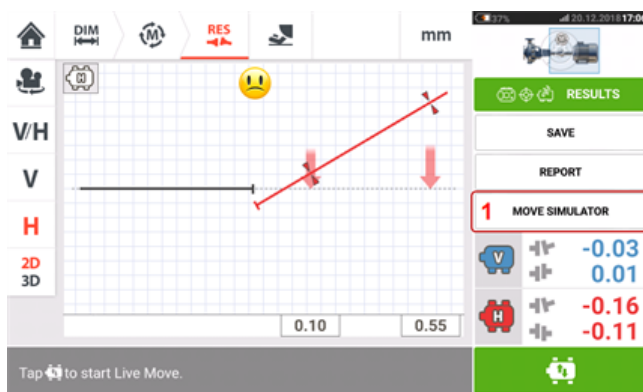 DIM
M
RES
mm
37% 20.12.2018 17:06
RESULTS
V/H
V
H
2D
3D
SAVE
REPORT
1 MOVE SIMULATOR
V -0.03
0.01
H -0.16
-0.11
0.10 0.55
Tap to start Live Move.